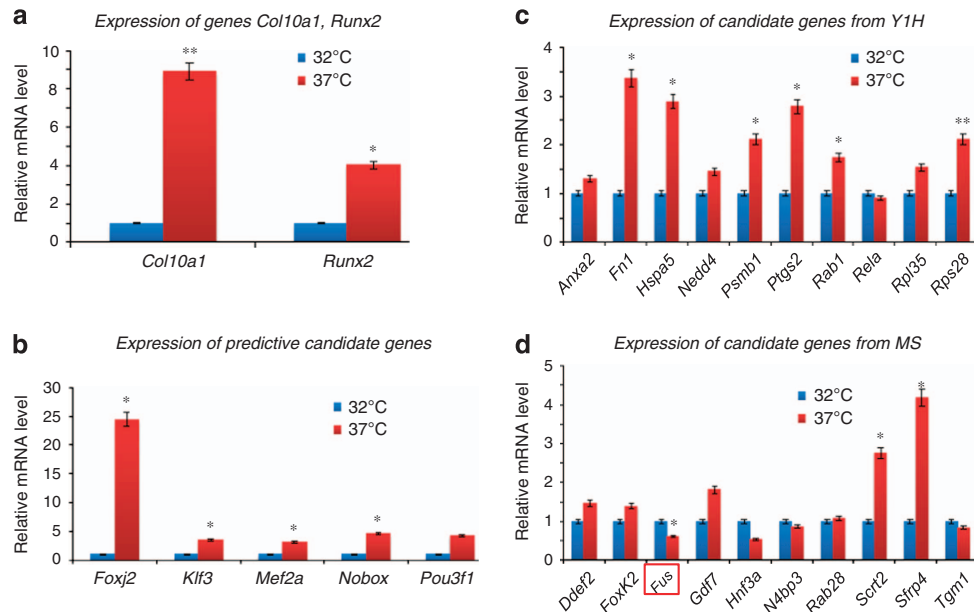 a
Expression of genes Col10a1, Runx2
Relative mRNA level
10
8
6
4
2
0
**
*
32°C
37°C
Col10a1
Runx2
c
Expression of candidate genes from Y1H
Relative mRNA level
4
3
2
1
0
* * * * * **
32°C
37°C
Anxa2
Fn1
Hspa5
Nedd4
Psmb1
Ptgs2
Rab1
Rela
Rpl35
Rps28
b
Expression of predictive candidate genes
Relative mRNA level
30
25
20
15
10
5
0
* * * *
32°C
37°C
Foxj2
Klf3
Mef2a
Nobox
Pou3f1
d
Expression of candidate genes from MS
Relative mRNA level
5
4
3
2
1
0
* * *
32°C
37°C
Ddef2
FoxK2
Fus
Gdf7
Hnf3a
N4bp3
Rab28
Scrt2
Sfrp4
Tgm1